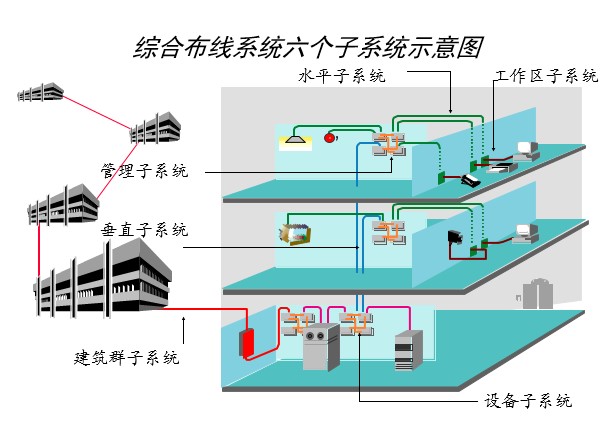 综合布线系统六个子系统示意图
水平子系统
工作区子系统
管理子系统
垂直子系统
建筑群子系统
设备子系统